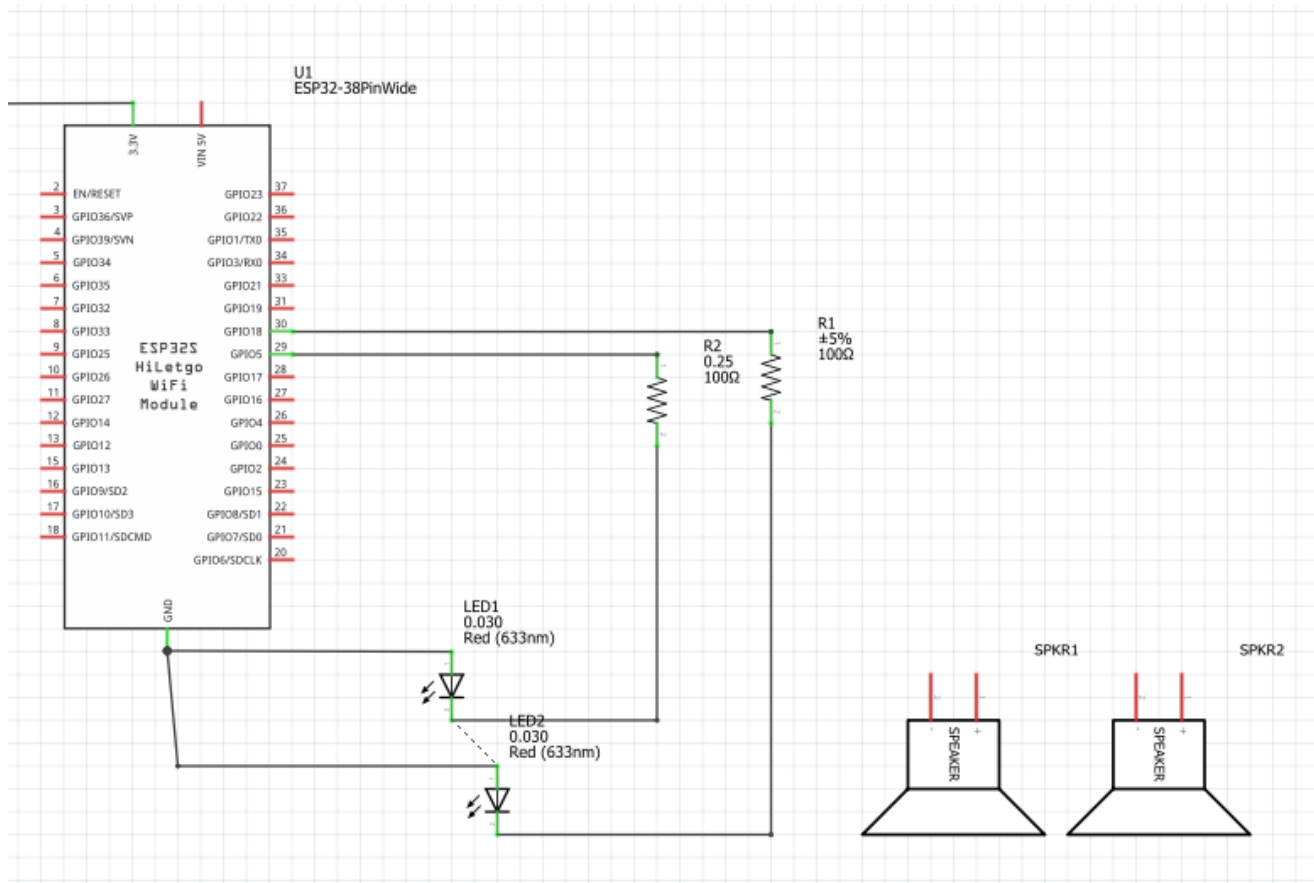 U1
ESP32-38PinWide
3.3V
VIN 5V
2 EN/RESET
3 GPIO36/SVP
4 GPIO39/SVN
5 GPIO34
6 GPIO35
7 GPIO32
8 GPIO33
9 GPIO25
10 GPIO26
11 GPIO27
12 GPIO14
13 GPIO12
15 GPIO13
16 GPIO9/SD2
17 GPIO10/SD3
18 GPIO11/SDCMD
ESP32S
HiLetgo
WiFi
Module
GPIO23 37
GPIO22 36
GPIO1/TX0 35
GPIO3/RX0 34
GPIO21 33
GPIO19 31
GPIO18 30
GPIO5 29
GPIO17 28
GPIO16 27
GPIO4 26
GPIO0 25
GPIO2 24
GPIO15 23
GPIO8/SD1 22
GPIO7/SD0 21
GPIO6/SDCLK 20
GND
R1
±5%
100Ω
R2
0.25
100Ω
LED1
0.030
Red (633nm)
LED2
0.030
Red (633nm)
SPKR1
SPEAKER
- +
SPKR2
SPEAKER
- +